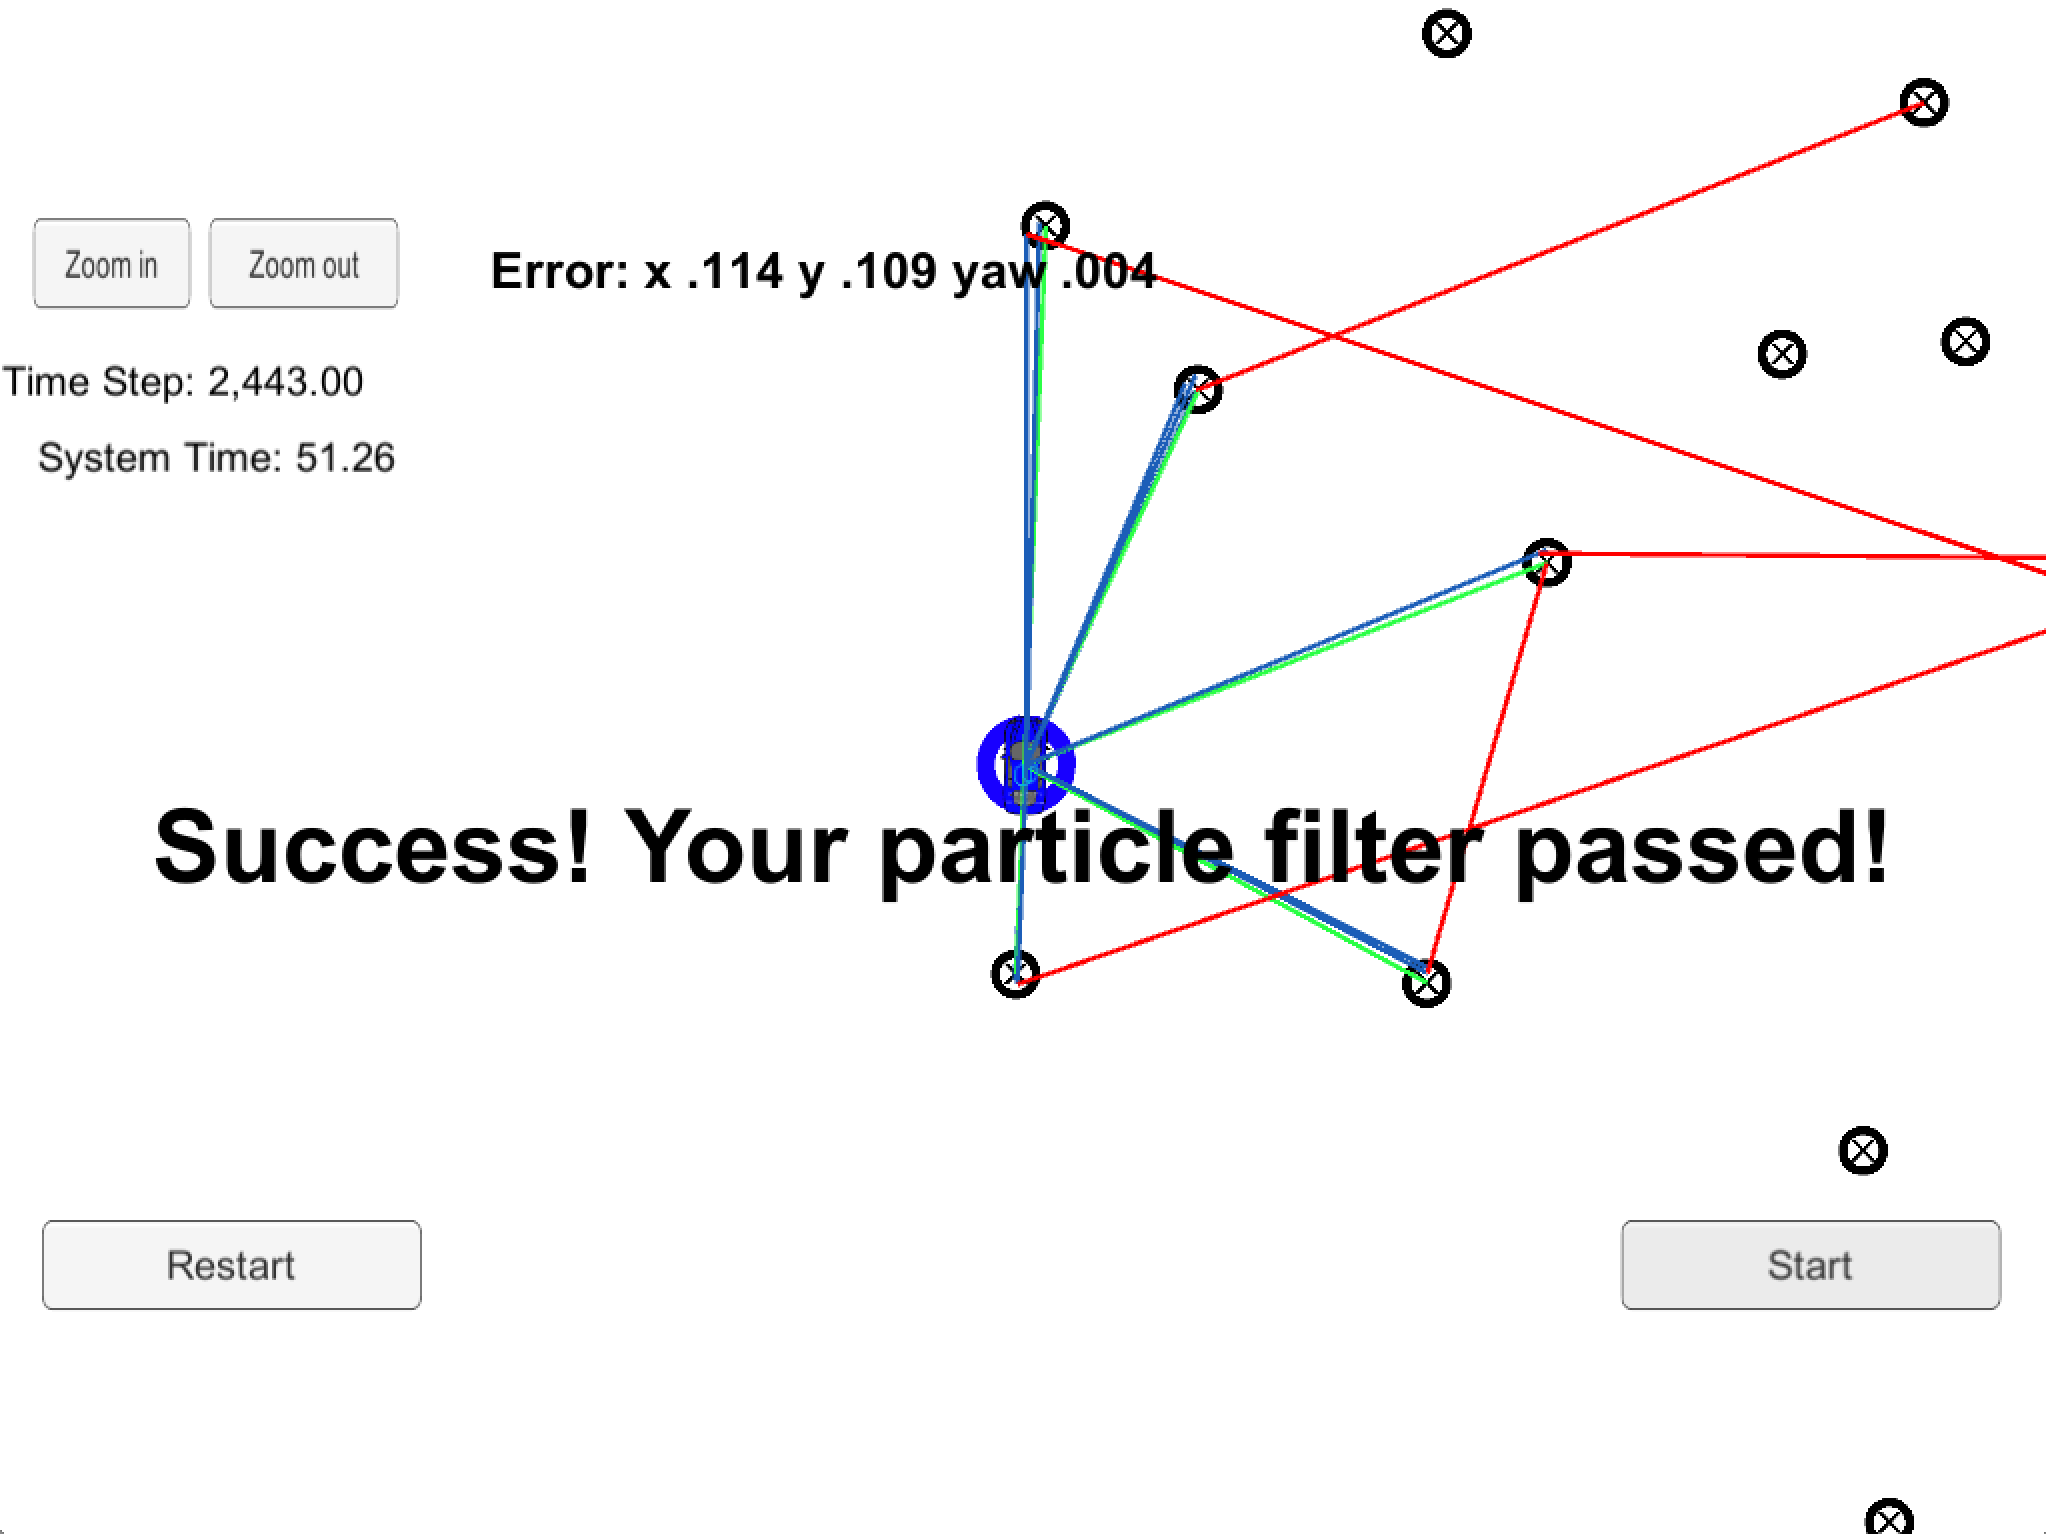 Zoom in
Zoom out
Error: x .114 y .109 yaw .004
Time Step: 2,443.00
System Time: 51.26
Success! Your particle filter passed!
Restart
Start